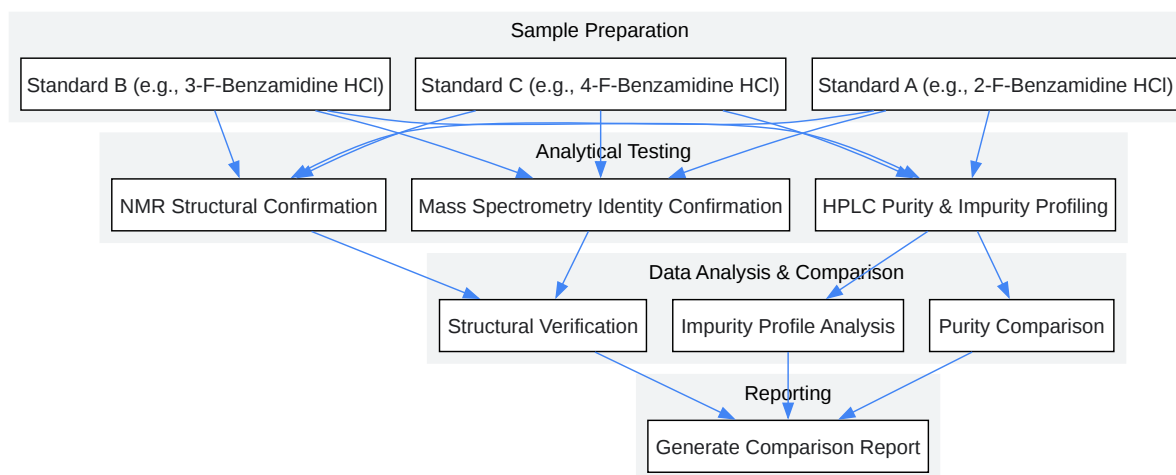 Sample Preparation
Standard B (e.g., 3-F-Benzamidine HCl)
Standard C (e.g., 4-F-Benzamidine HCl)
Standard A (e.g., 2-F-Benzamidine HCl)
Analytical Testing
NMR Structural Confirmation
Mass Spectrometry Identity Confirmation
HPLC Purity & Impurity Profiling
Data Analysis & Comparison
Structural Verification
Impurity Profile Analysis
Purity Comparison
Reporting
Generate Comparison Report